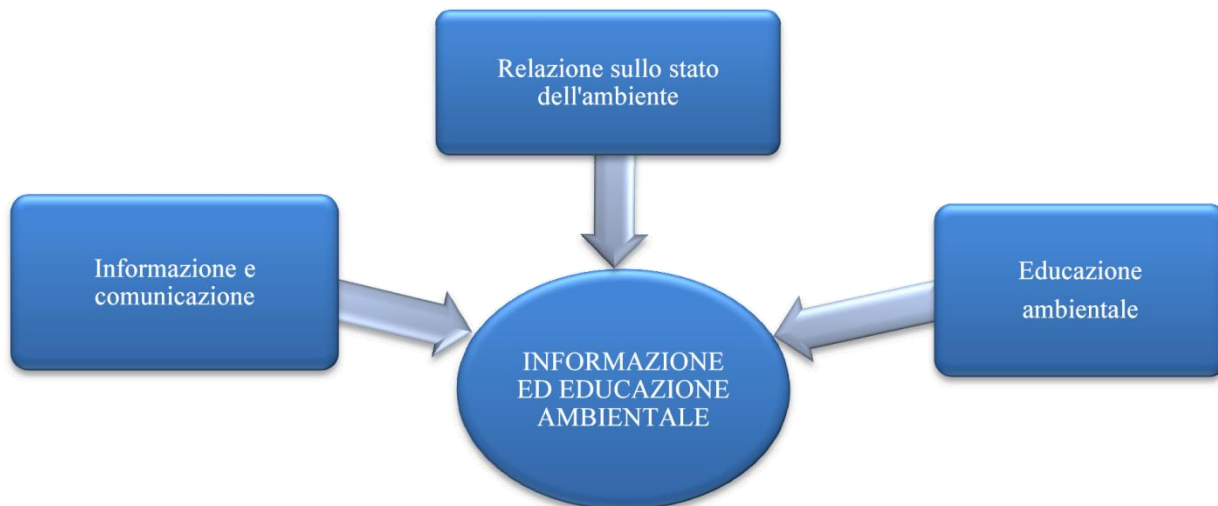 Relazione sullo stato
dell'ambiente
Informazione e
comunicazione
Educazione
ambientale
INFORMAZIONE
ED EDUCAZIONE
AMBIENTALE